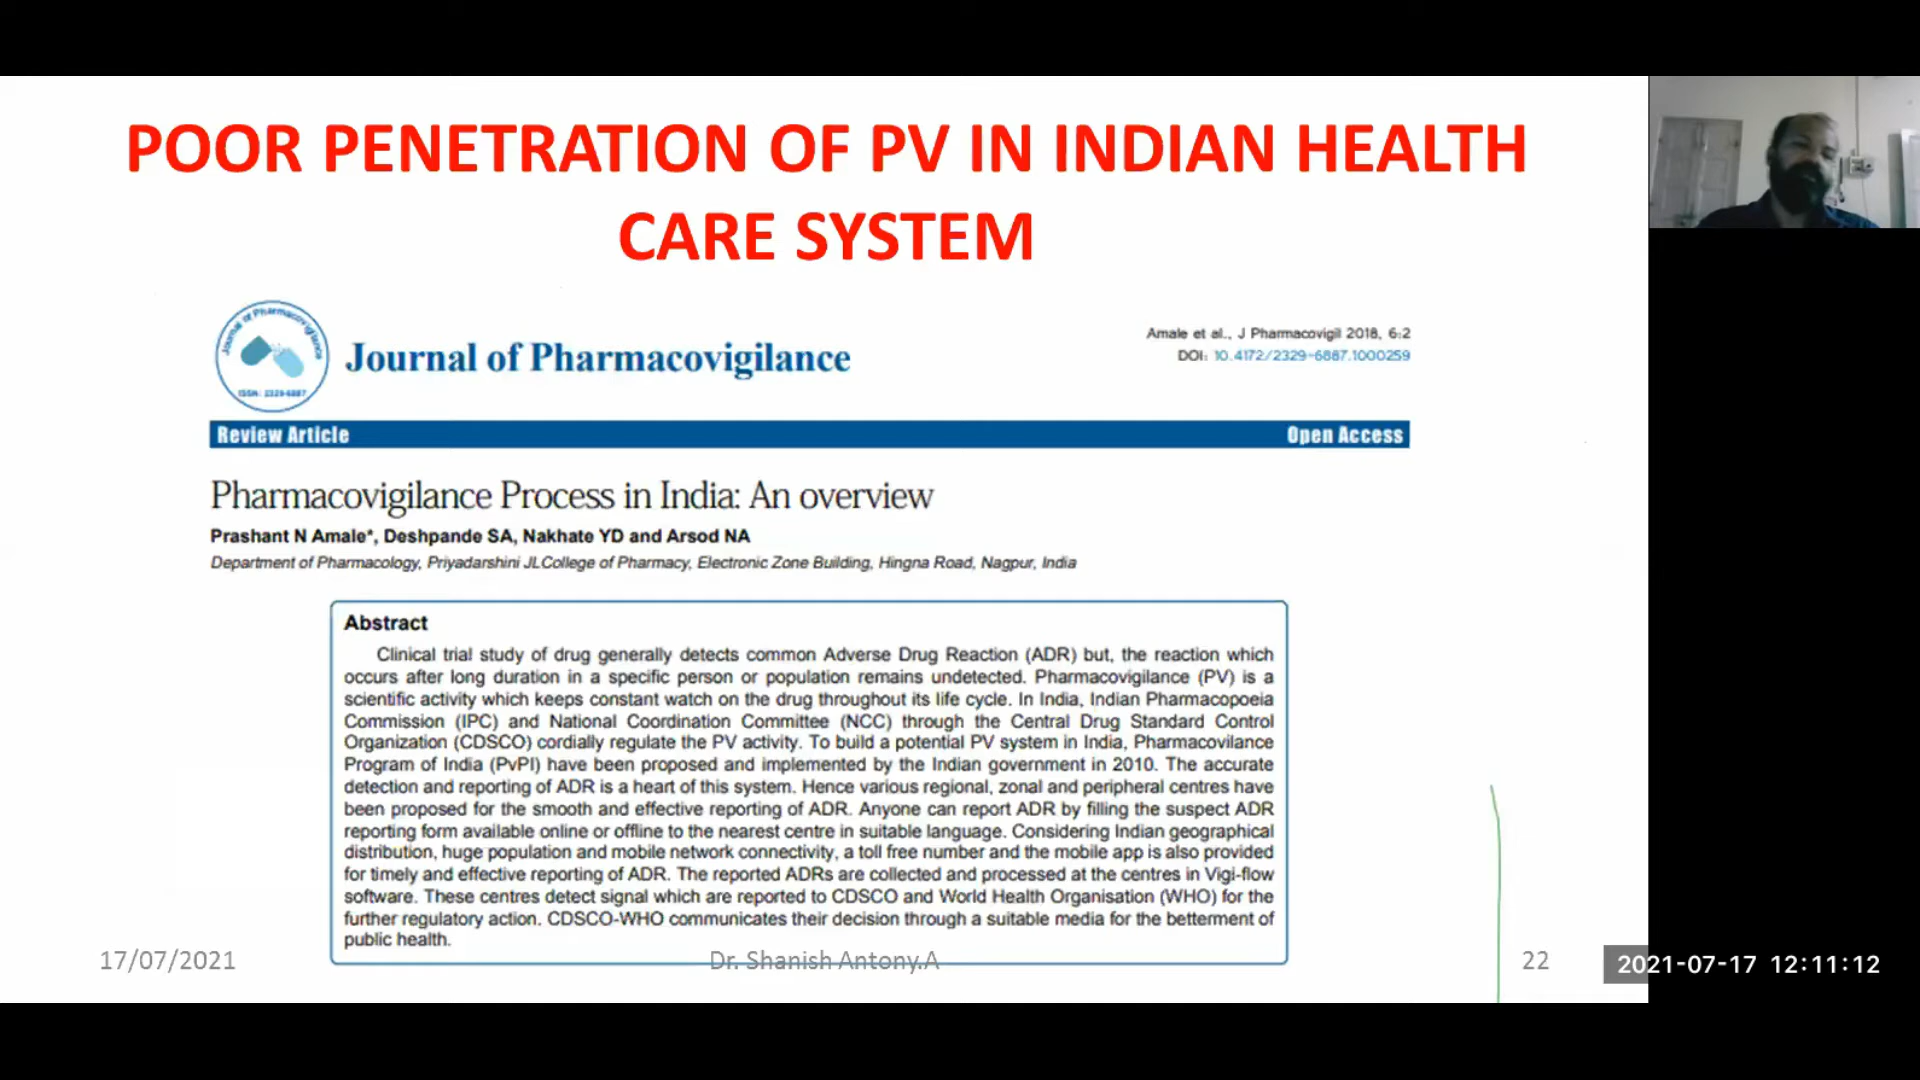 POOR PENETRATION OF PV IN INDIAN HEALTH
CARE SYSTEM
Journal of Pharmacovigilance
ISSN: 2329-6887
Journal of Pharmacovigilance
Amale et al., J Pharmacovigil 2018, 6:2
DOI: 10.4172/2329-6887.1000259
Review Article
Open Access
Pharmacovigilance Process in India: An overview
Prashant N Amale*, Deshpande SA, Nakhate YD and Arsod NA
Department of Pharmacology, Priyadarshini JLCollege of Pharmacy, Electronic Zone Building, Hingna Road, Nagpur, India
Abstract
Clinical trial study of drug generally detects common Adverse Drug Reaction (ADR) but, the reaction which
occurs after long duration in a specific person or population remains undetected. Pharmacovigilance (PV) is a
scientific activity which keeps constant watch on the drug throughout its life cycle. In India, Indian Pharmacopoeia
Commission (IPC) and National Coordination Committee (NCC) through the Central Drug Standard Control
Organization (CDSCO) cordially regulate the PV activity. To build a potential PV system in India, Pharmacovilance
Program of India (PvPI) have been proposed and implemented by the Indian government in 2010. The accurate
detection and reporting of ADR is a heart of this system. Hence various regional, zonal and peripheral centres have
been proposed for the smooth and effective reporting of ADR. Anyone can report ADR by filling the suspect ADR
reporting form available online or offline to the nearest centre in suitable language. Considering Indian geographical
distribution, huge population and mobile network connectivity, a toll free number and the mobile app is also provided
for timely and effective reporting of ADR. The reported ADRs are collected and processed at the centres in Vigi-flow
software. These centres detect signal which are reported to CDSCO and World Health Organisation (WHO) for the
further regulatory action. CDSCO-WHO communicates their decision through a suitable media for the betterment of
public health.
17/07/2021
Dr. Shanish Antony.A
22
2021-07-17 12:11:12